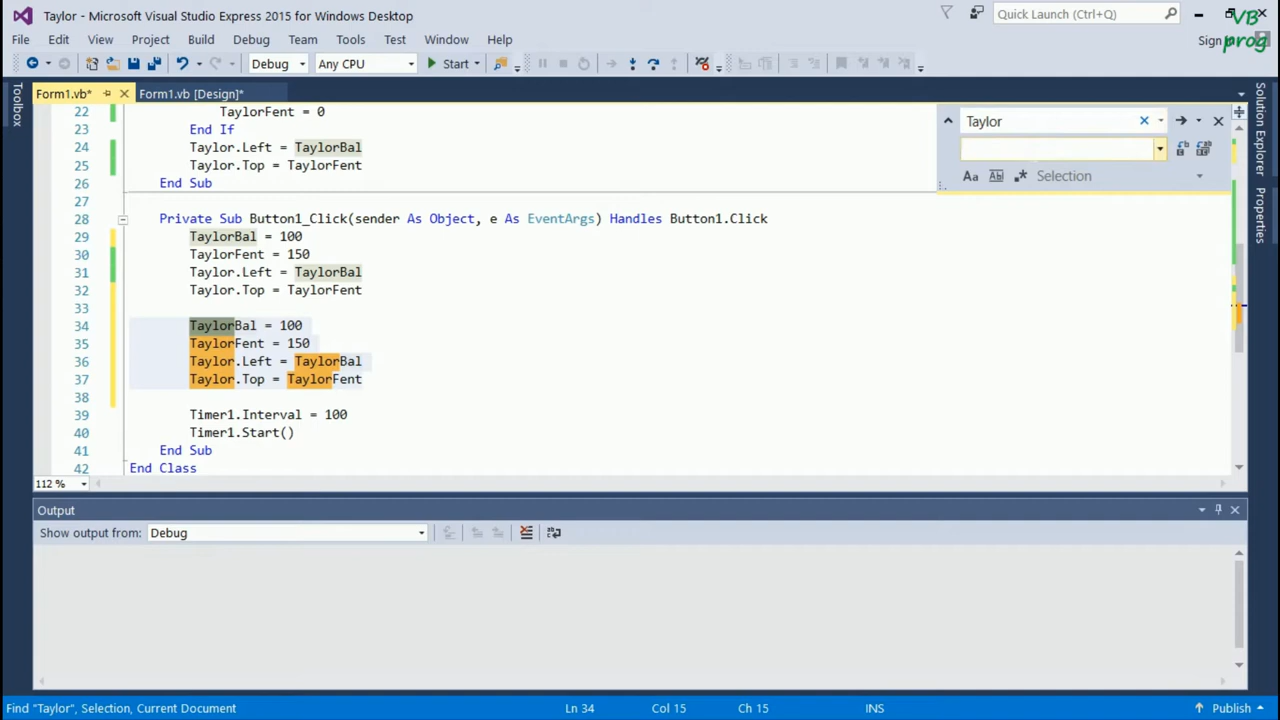 Taylor - Microsoft Visual Studio Express 2015 for Windows Desktop
Quick Launch (Ctrl+Q)
VB
prog
File Edit View Project Build Debug Team Tools Test Window Help
Sign
Debug Any CPU Start
Form1.vb* Form1.vb [Design]*
Toolbox
Solution Explorer
Properties
Taylor
Aa Ab Selection
22 TaylorFent = 0
23 End If
24 Taylor.Left = TaylorBal
25 Taylor.Top = TaylorFent
26 End Sub
27
28 Private Sub Button1_Click(sender As Object, e As EventArgs) Handles Button1.Click
29 TaylorBal = 100
30 TaylorFent = 150
31 Taylor.Left = TaylorBal
32 Taylor.Top = TaylorFent
33
34 TaylorBal = 100
35 TaylorFent = 150
36 Taylor.Left = TaylorBal
37 Taylor.Top = TaylorFent
38
39 Timer1.Interval = 100
40 Timer1.Start()
41 End Sub
42 End Class
112 %
Output
Show output from: Debug
Find "Taylor", Selection, Current Document Ln 34 Col 15 Ch 15 INS Publish